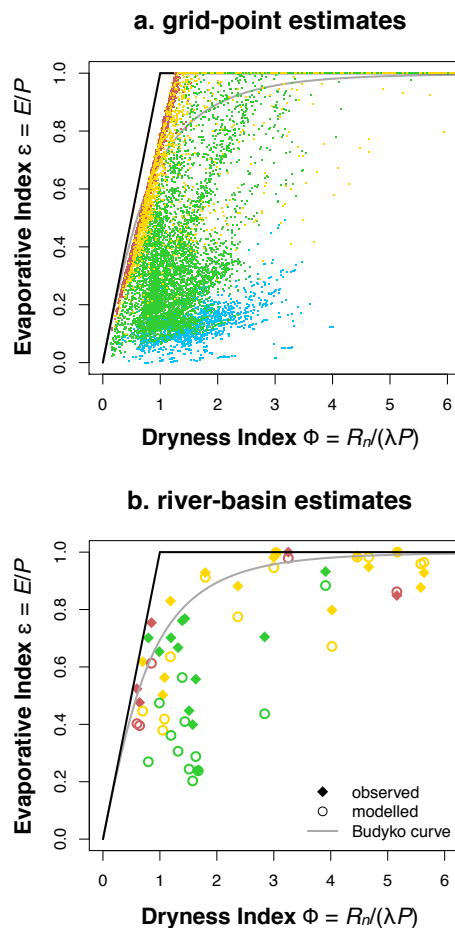 a. grid-point estimates
Evaporative Index ε = E/P
1.0
0.8
0.6
0.4
0.2
0.0
0 1 2 3 4 5 6
Dryness Index Φ = Rn/(λP)
b. river-basin estimates
Evaporative Index ε = E/P
1.0
0.8
0.6
0.4
0.2
0.0
observed
modelled
Budyko curve
0 1 2 3 4 5 6
Dryness Index Φ = Rn/(λP)